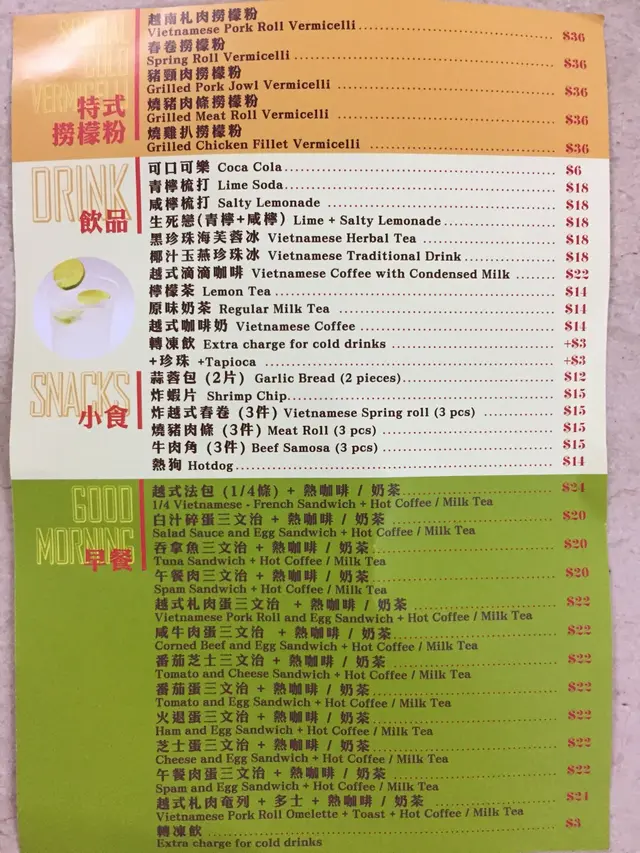 SPECIAL
VERMICELLI
特式
撈檬粉
越南札肉撈檬粉
Vietnamese Pork Roll Vermicelli $36
春卷撈檬粉
Spring Roll Vermicelli $36
豬頸肉撈檬粉
Grilled Pork Jowl Vermicelli $36
燒豬肉條撈檬粉
Grilled Meat Roll Vermicelli $36
燒雞扒撈檬粉
Grilled Chicken Fillet Vermicelli $36
DRINK
飲品
可口可樂 Coca Cola $6
青檸梳打 Lime Soda $18
咸檸梳打 Salty Lemonade $18
生死戀(青檸+咸檸) Lime + Salty Lemonade $18
黑珍珠海芙蓉冰 Vietnamese Herbal Tea $18
椰汁玉燕珍珠冰 Vietnamese Traditional Drink $18
越式滴滴咖啡 Vietnamese Coffee with Condensed Milk $22
檸檬茶 Lemon Tea $14
原味奶茶 Regular Milk Tea $14
越式咖啡奶 Vietnamese Coffee $14
轉凍飲 Extra charge for cold drinks +$3
+珍珠 +Tapioca +$3
SNACKS
小食
蒜蓉包 (2片) Garlic Bread (2 pieces) $12
炸蝦片 Shrimp Chip $15
炸越式春卷 (3件) Vietnamese Spring roll (3 pcs) $15
燒豬肉條 (3件) Meat Roll (3 pcs) $15
牛肉角 (3件) Beef Samosa (3 pcs) $15
熱狗 Hotdog $14
GOOD
MORNING
早餐
越式法包 (1/4條) + 熱咖啡 / 奶茶 $24
1/4 Vietnamese - French Sandwich + Hot Coffee / Milk Tea
白汁碎蛋三文治 + 熱咖啡 / 奶茶 $20
Salad Sauce and Egg Sandwich + Hot Coffee / Milk Tea
吞拿魚三文治 + 熱咖啡 / 奶茶 $20
Tuna Sandwich + Hot Coffee / Milk Tea
午餐肉三文治 + 熱咖啡 / 奶茶 $20
Spam Sandwich + Hot Coffee / Milk Tea
越式札肉蛋三文治 + 熱咖啡 / 奶茶 $22
Vietnamese Pork Roll and Egg Sandwich + Hot Coffee / Milk Tea
咸牛肉蛋三文治 + 熱咖啡 / 奶茶 $22
Corned Beef and Egg Sandwich + Hot Coffee / Milk Tea
番茄芝士三文治 + 熱咖啡 / 奶茶 $22
Tomato and Cheese Sandwich + Hot Coffee / Milk Tea
番茄蛋三文治 + 熱咖啡 / 奶茶 $22
Tomato and Egg Sandwich + Hot Coffee / Milk Tea
火退蛋三文治 + 熱咖啡 / 奶茶 $22
Ham and Egg Sandwich + Hot Coffee / Milk Tea
芝士蛋三文治 + 熱咖啡 / 奶茶 $22
Cheese and Egg Sandwich + Hot Coffee / Milk Tea
午餐肉蛋三文治 + 熱咖啡 / 奶茶 $22
Spam and Egg Sandwich + Hot Coffee / Milk Tea
越式札肉奄列 + 多士 + 熱咖啡 / 奶茶 $24
Vietnamese Pork Roll Omelette + Toast + Hot Coffee / Milk Tea
轉凍飲 $3
Extra charge for cold drinks